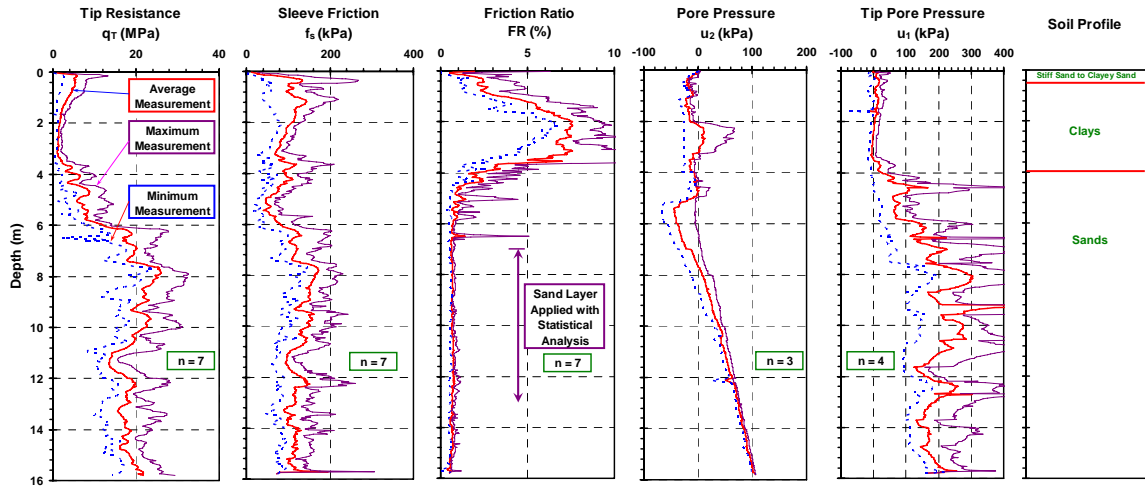 Tip Resistance
qT (MPa)
0 20 40
Sleeve Friction
fs (kPa)
0 200 400
Friction Ratio
FR (%)
0 5 10
Pore Pressure
u2 (kPa)
-100 0 100 200
Tip Pore Pressure
u1 (kPa)
-100 0 100 200 300 400
Soil Profile
Depth (m)
0
2
4
6
8
10
12
14
16
Average
Measurement
Maximum
Measurement
Minimum
Measurement
n = 7
n = 7
Sand Layer
Applied with
Statistical
Analysis
n = 7
n = 3
n = 4
Stiff Sand to Clayey Sand
Clays
Sands